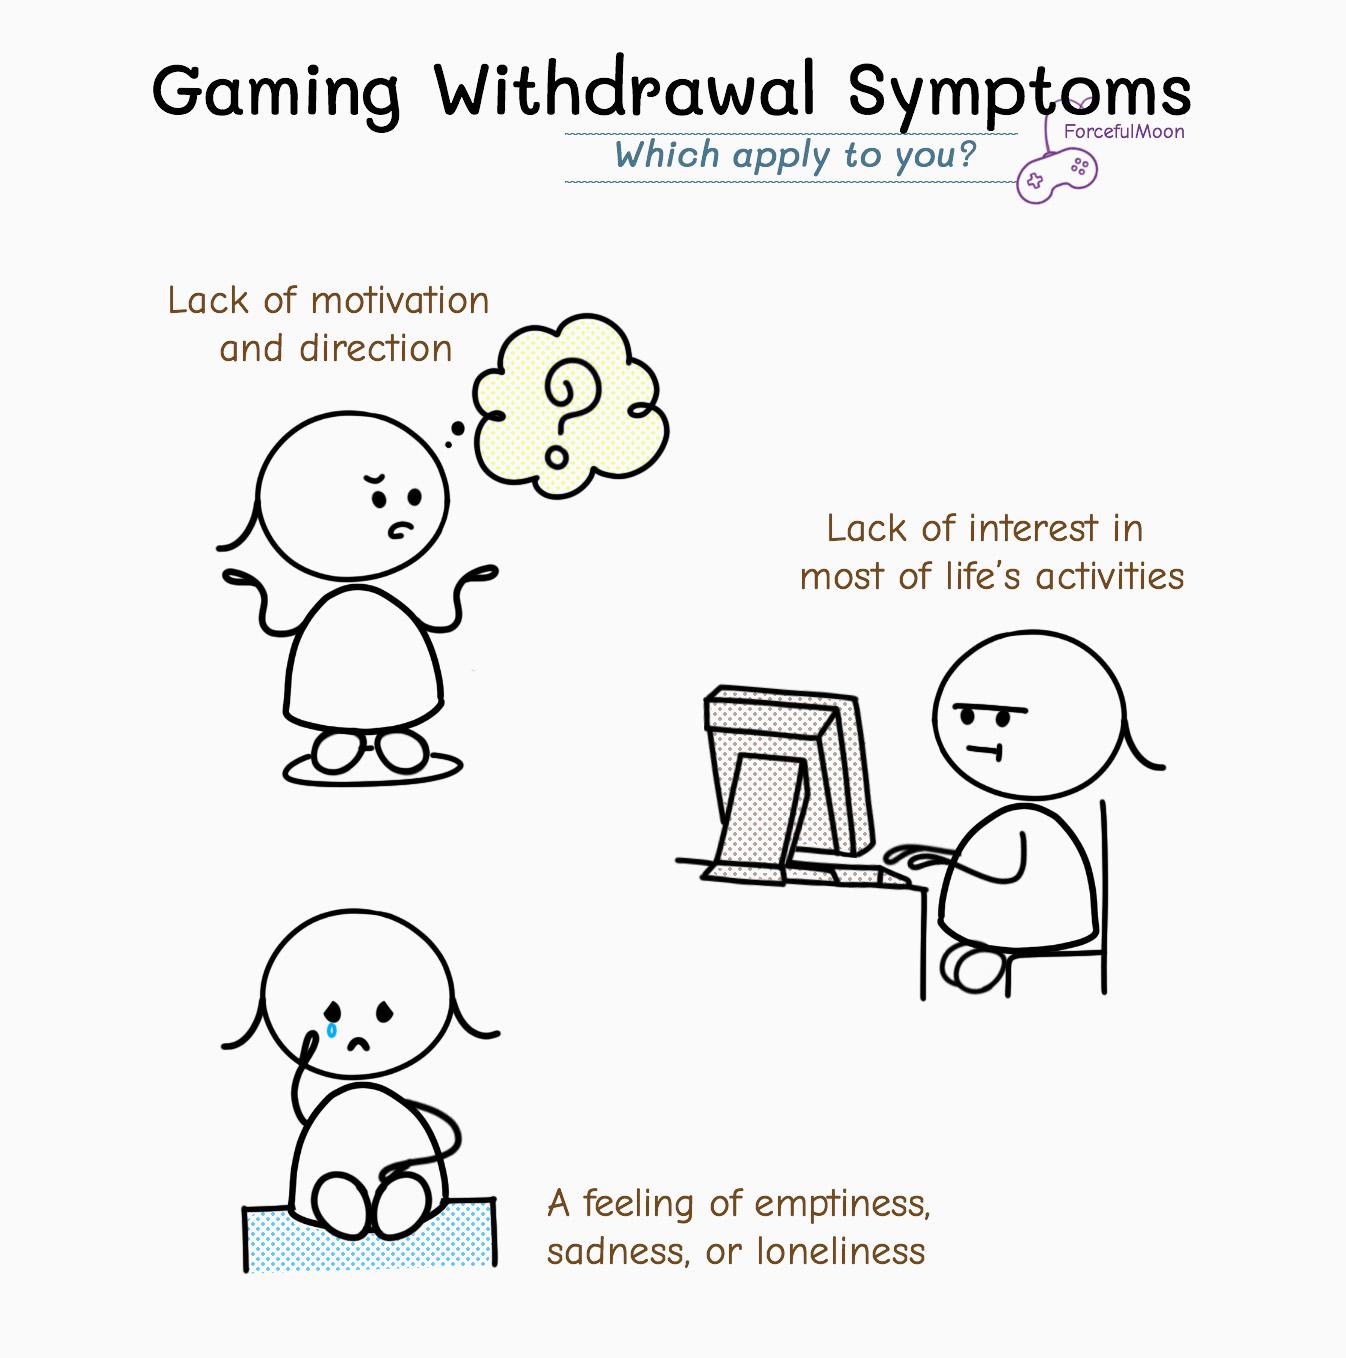 Gaming Withdrawal Symptoms
ForcefulMoon
Which apply to you?
Lack of motivation
and direction
Lack of interest in
most of life's activities
A feeling of emptiness,
sadness, or loneliness